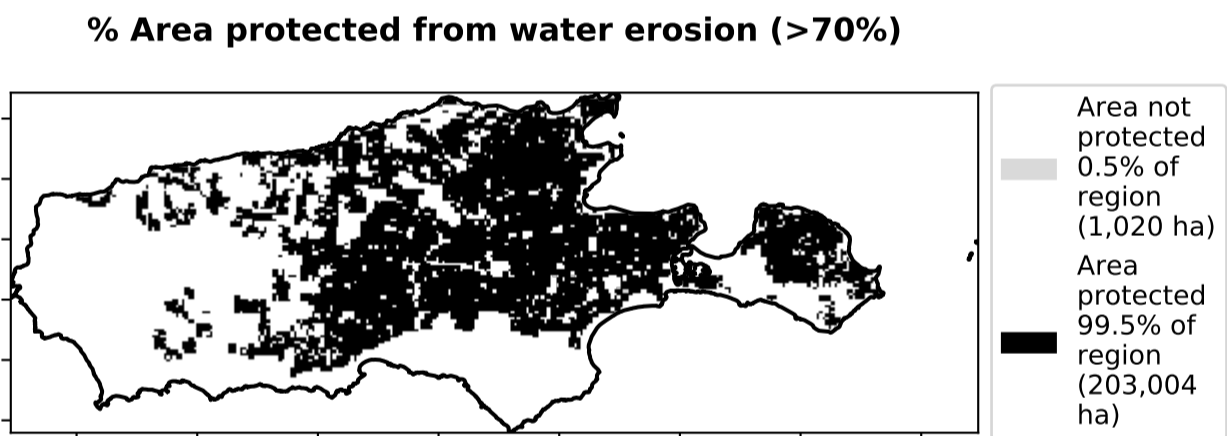 % Area protected from water erosion (>70%)
Area not
protected
0.5% of
region
(1,020 ha)
Area
protected
99.5% of
region
(203,004
ha)